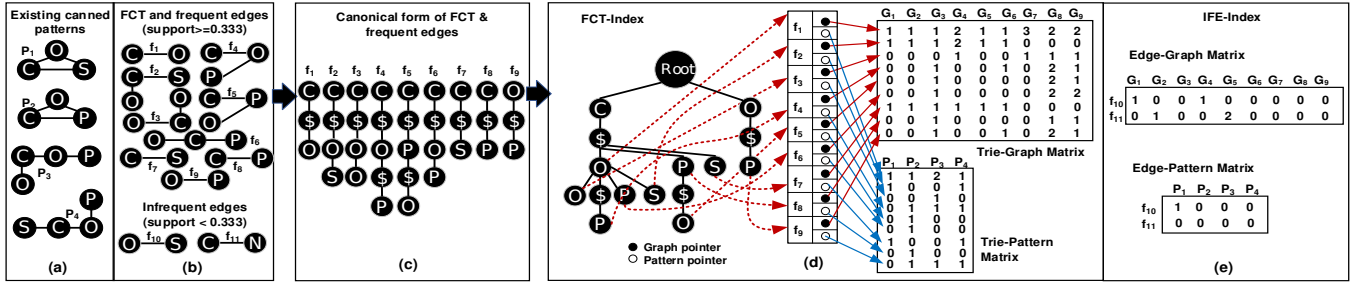 Existing canned
patterns
P1
O
C S
P2
O
C P
C O P
O P3
P
P4
S C O
(a)
FCT and frequent edges
(support>=0.333)
C f1 O
C f4 O
C f2 S
P
O O
C f5 P
O f3 C
O
O C P f6
C f7 S
C f8 P
O f9 P
Infrequent edges
(support < 0.333)
O f10 S C f11 N
(b)
Canonical form of FCT &
frequent edges
f1 f2 f3 f4 f5 f6 f7 f8 f9
C C C C C C C C O
$ $ $ $ $ $ $ $ $
O O O O P O S P P
S O $ $ P
P O
(c)
FCT-Index
Root
C O
$ $
O P S P
O $ P S $
P O
Graph pointer
Pattern pointer
f1
f2
f3
f4
f5
f6
f7
f8
f9
(d)
G1 G2 G3 G4 G5 G6 G7 G8 G9
1 1 1 2 1 1 3 2 2
1 1 1 2 1 1 0 0 0
0 0 0 1 0 0 1 1 1
0 0 1 0 0 1 0 2 1
0 0 1 0 0 0 0 2 1
0 0 1 0 0 0 0 2 2
1 1 1 1 1 1 0 0 0
0 0 1 0 0 0 0 2 1
0 0 1 0 0 1 0 2 1
Trie-Graph Matrix
P1 P2 P3 P4
1 1 2 1
1 0 0 1
0 0 1 0
0 1 1 1
0 1 0 0
0 1 0 0
1 0 0 1
0 1 0 0
0 1 1 1
Trie-Pattern
Matrix
IFE-Index
Edge-Graph Matrix
G1 G2 G3 G4 G5 G6 G7 G8 G9
f10 1 0 0 1 0 0 0 0 0
f11 0 1 0 0 2 0 0 0 0
Edge-Pattern Matrix
P1 P2 P3 P4
f10 1 0 0 0
f11 0 0 0 0
(e)